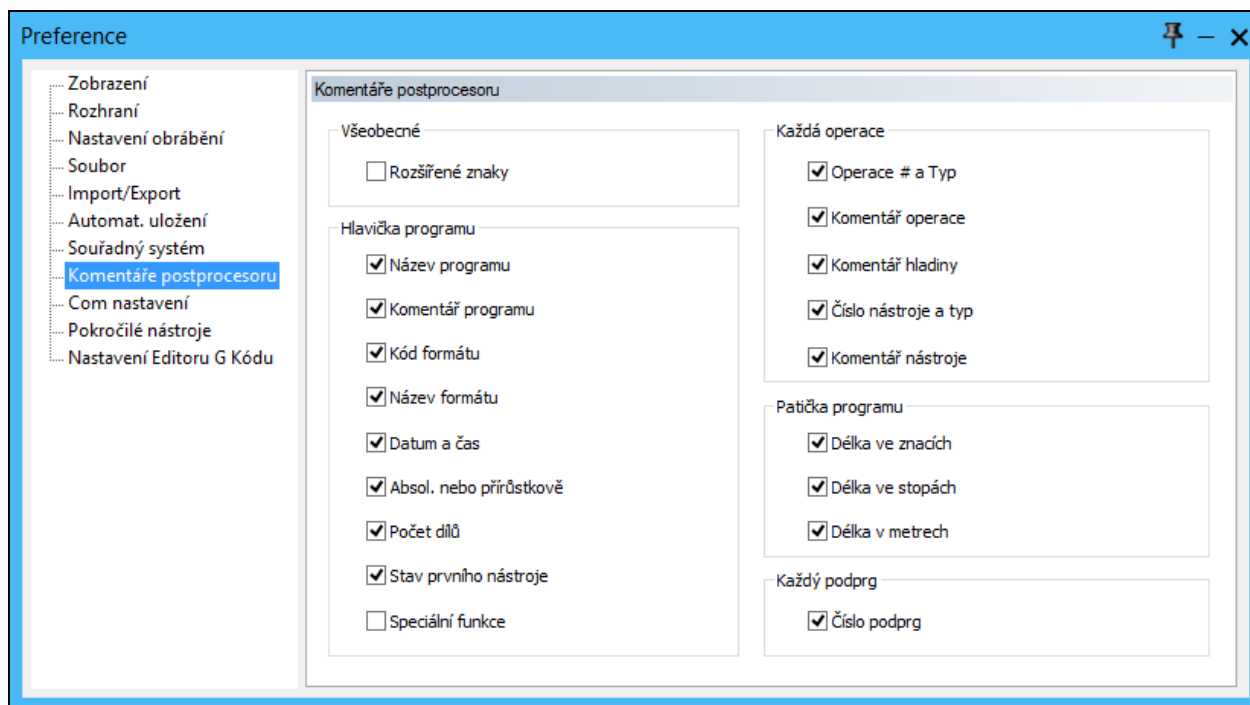 Preference
Zobrazení
Rozhraní
Nastavení obrábění
Soubor
Import/Export
Automat. uložení
Souřadný systém
Komentáře postprocesoru
Com nastavení
Pokročilé nástroje
Nastavení Editoru G Kódu
Komentáře postprocesoru
Všeobecné
Rozšířené znaky
Hlavička programu
Název programu
Komentář programu
Kód formátu
Název formátu
Datum a čas
Absol. nebo přírůstkově
Počet dílů
Stav prvního nástroje
Speciální funkce
Každá operace
Operace # a Typ
Komentář operace
Komentář hladiny
Číslo nástroje a typ
Komentář nástroje
Patička programu
Délka ve znacích
Délka ve stopách
Délka v metrech
Každý podprg
Číslo podprg